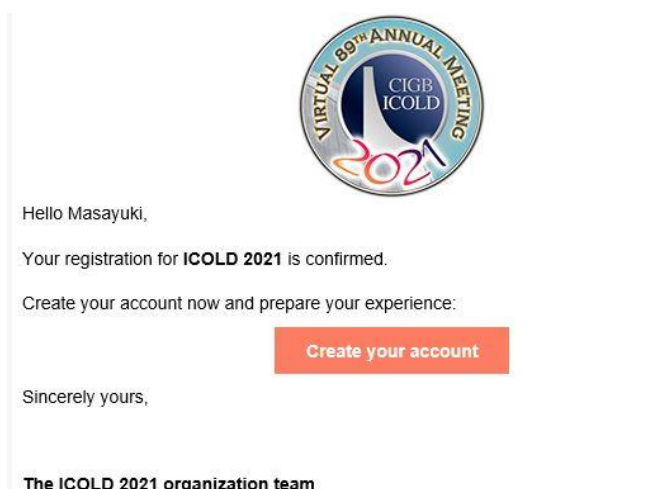 VIRTUAL 89TH ANNUAL MEETING
CIGB
ICOLD
2021
Hello Masayuki,
Your registration for ICOLD 2021 is confirmed.
Create your account now and prepare your experience:
Create your account
Sincerely yours,
The ICOLD 2021 organization team